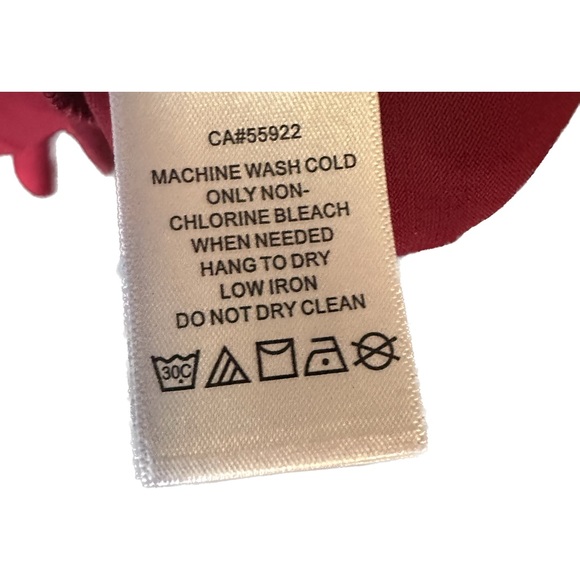 CA#55922
MACHINE WASH COLD
ONLY NON-
CHLORINE BLEACH
WHEN NEEDED
HANG TO DRY
LOW IRON
DO NOT DRY CLEAN
30C